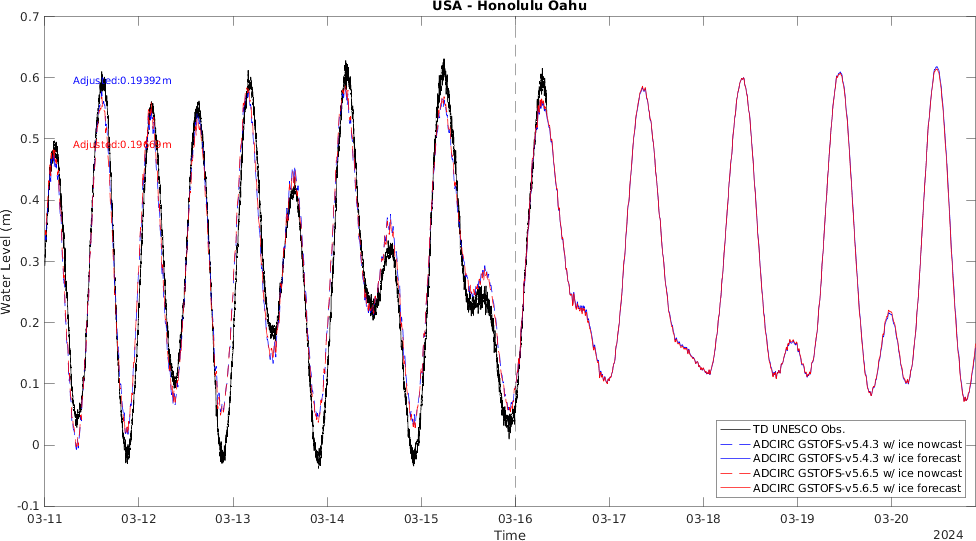 USA - Honolulu Oahu
0.7
0.6
0.5
0.4
0.3
0.2
0.1
0
-0.1
Water Level (m)
Adjusted:0.19392m
Adjusted:0.19669m
TD UNESCO Obs.
ADCIRC GSTOFS-v5.4.3 w/ ice nowcast
ADCIRC GSTOFS-v5.4.3 w/ ice forecast
ADCIRC GSTOFS-v5.6.5 w/ ice nowcast
ADCIRC GSTOFS-v5.6.5 w/ ice forecast
03-11 03-12 03-13 03-14 03-15 03-16 03-17 03-18 03-19 03-20
Time
2024